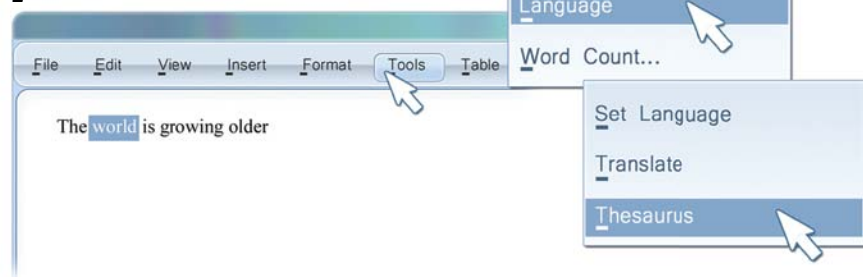 Language
File Edit View Insert Format Tools Table
Word Count...
The world is growing older
Set Language
Translate
Thesaurus